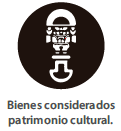 Bienes considerados
patrimonio cultural.